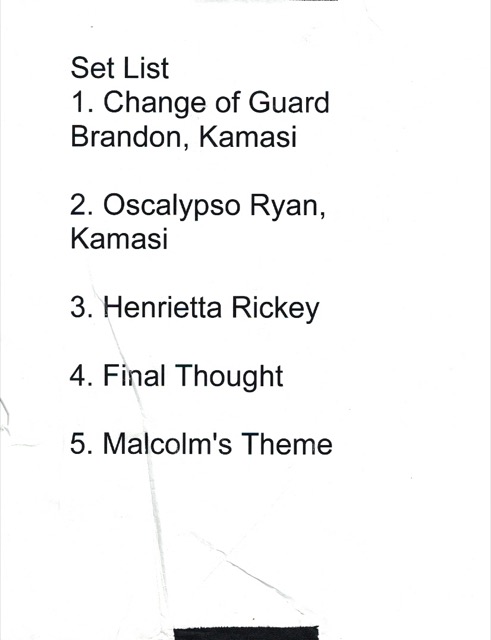 Set List
1. Change of Guard
Brandon, Kamasi
2. Oscalypso Ryan,
Kamasi
3. Henrietta Rickey
4. Final Thought
5. Malcolm's Theme